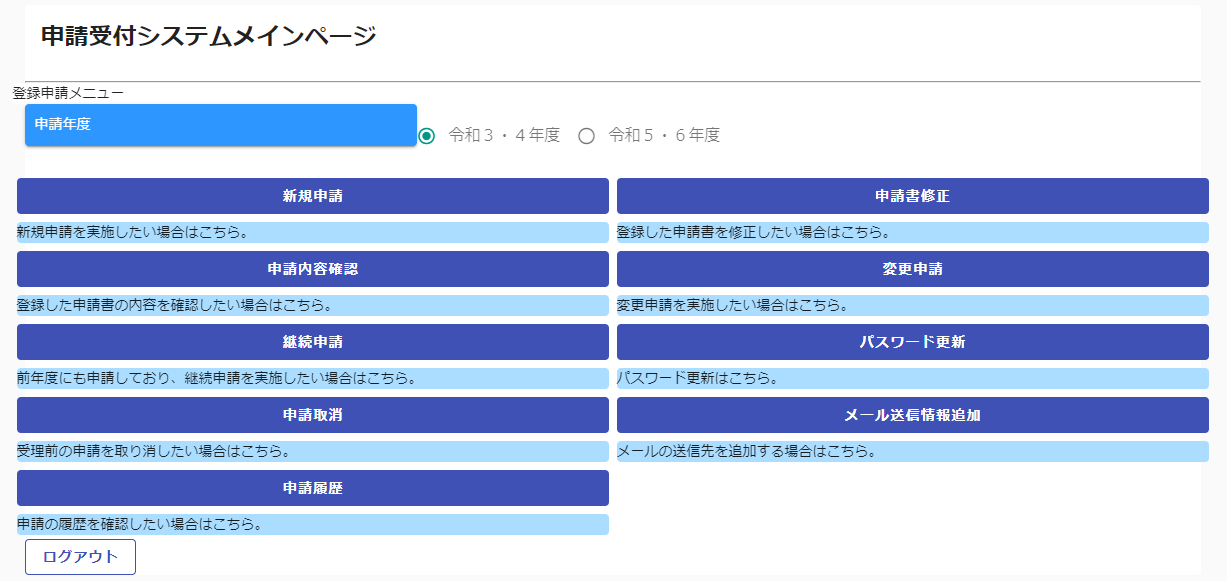 申請受付システムメインページ
登録申請メニュー
申請年度
令和３・４年度 令和５・６年度
新規申請 申請書修正
新規申請を実施したい場合はこちら。 登録した申請書を修正したい場合はこちら。
申請内容確認 変更申請
登録した申請書の内容を確認したい場合はこちら。 変更申請を実施したい場合はこちら。
継続申請 パスワード更新
前年度にも申請しており、継続申請を実施したい場合はこちら。 パスワード更新はこちら。
申請取消 メール送信情報追加
受理前の申請を取り消したい場合はこちら。 メールの送信先を追加する場合はこちら。
申請履歴
申請の履歴を確認したい場合はこちら。
ログアウト